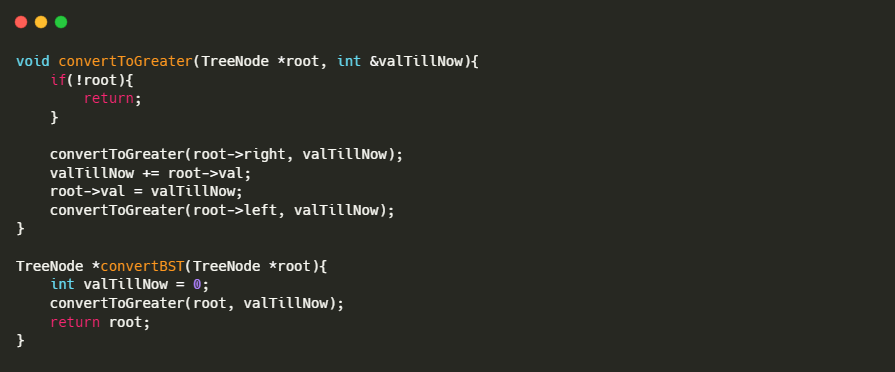 void convertToGreater(TreeNode *root, int &valTillNow){
    if(!root){
        return;
    }

    convertToGreater(root->right, valTillNow);
    valTillNow += root->val;
    root->val = valTillNow;
    convertToGreater(root->left, valTillNow);
}

TreeNode *convertBST(TreeNode *root){
    int valTillNow = 0;
    convertToGreater(root, valTillNow);
    return root;
}